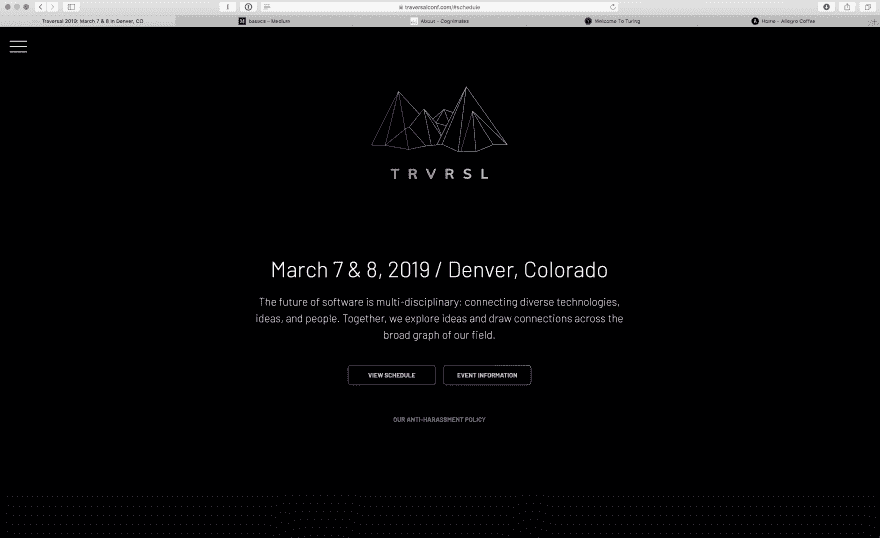 traversalconf.com/#schedule
Traversal 2019: March 7 & 8 in Denver, CO
basaois – Medium
About – Cognimates
Welcome To Turing
Home – Allegro Coffee
TRVRSL
March 7 & 8, 2019 / Denver, Colorado
The future of software is multi-disciplinary: connecting diverse technologies,
ideas, and people. Together, we explore ideas and draw connections across the
broad graph of our field.
VIEW SCHEDULE
EVENT INFORMATION
OUR ANTI-HARASSMENT POLICY